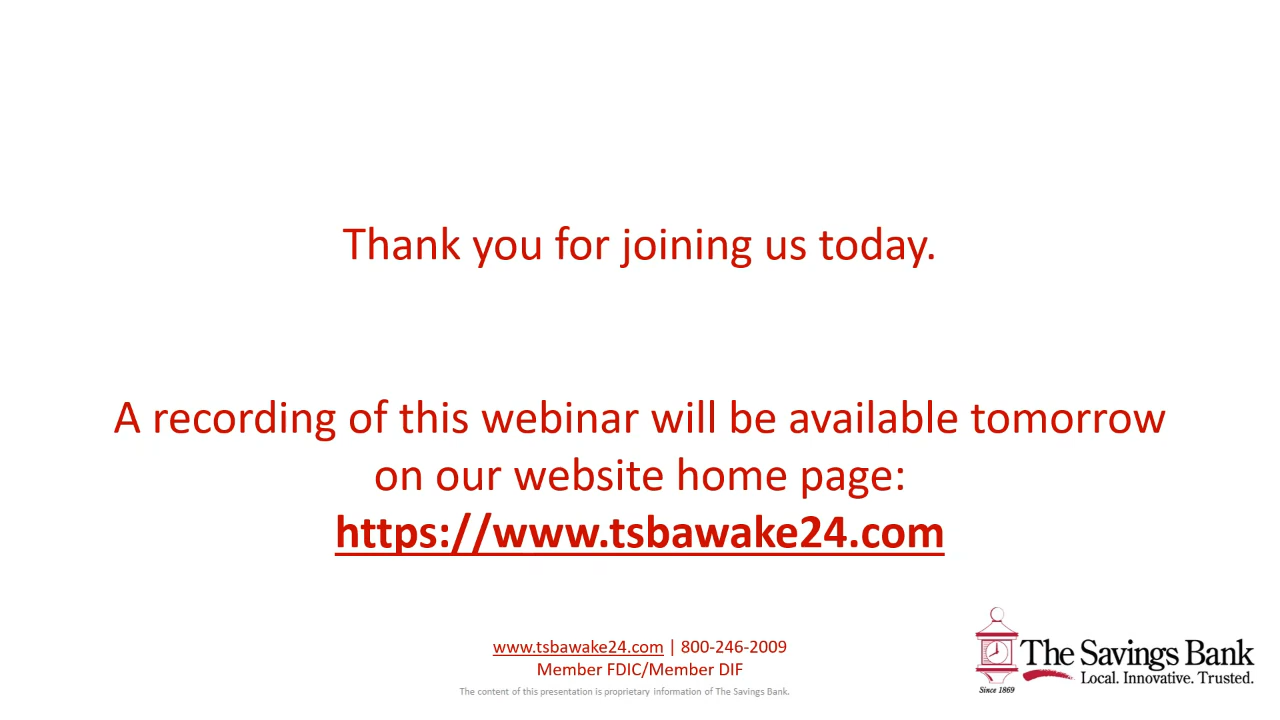 Thank you for joining us today.
A recording of this webinar will be available tomorrow
on our website home page:
https://www.tsbawake24.com
www.tsbawake24.com | 800-246-2009
Member FDIC/Member DIF
The content of this presentation is proprietary information of The Savings Bank.
The Savings Bank
Local. Innovative. Trusted.
Since 1869